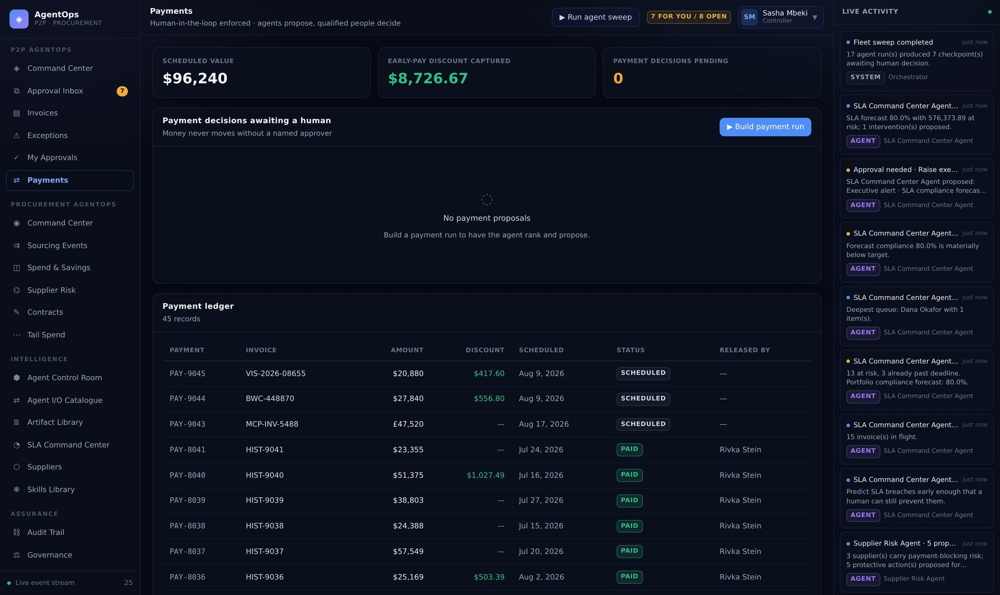 AgentOps
P2P · PROCUREMENT
P2P AGENTOPS
Command Center
Approval Inbox 7
Invoices
Exceptions
My Approvals
Payments
PROCUREMENT AGENTOPS
Command Center
Sourcing Events
Spend & Savings
Supplier Risk
Contracts
Tail Spend
INTELLIGENCE
Agent Control Room
Agent I/O Catalogue
Artifact Library
SLA Command Center
Suppliers
Skills Library
ASSURANCE
Audit Trail
Governance
Live event stream 25
Payments
Human-in-the-loop enforced · agents propose, qualified people decide
▶ Run agent sweep
7 FOR YOU / 8 OPEN
SM
Sasha Mbeki
Controller
▼
SCHEDULED VALUE
$96,240
EARLY-PAY DISCOUNT CAPTURED
$8,726.67
PAYMENT DECISIONS PENDING
0
Payment decisions awaiting a human
Money never moves without a named approver
▶ Build payment run
No payment proposals
Build a payment run to have the agent rank and propose.
Payment ledger
45 records
PAYMENT INVOICE AMOUNT DISCOUNT SCHEDULED STATUS RELEASED BY
PAY-9045 VIS-2026-08655 $20,880 $417.60 Aug 9, 2026 SCHEDULED —
PAY-9044 BWC-448870 $27,840 $556.80 Aug 9, 2026 SCHEDULED —
PAY-9043 MCP-INV-5488 £47,520 — Aug 17, 2026 SCHEDULED —
PAY-8041 HIST-9041 $23,355 — Jul 24, 2026 PAID Rivka Stein
PAY-8040 HIST-9040 $51,375 $1,027.49 Jul 16, 2026 PAID Rivka Stein
PAY-8039 HIST-9039 $38,803 — Jul 27, 2026 PAID Rivka Stein
PAY-8038 HIST-9038 $24,388 — Jul 15, 2026 PAID Rivka Stein
PAY-8037 HIST-9037 $57,549 — Jul 20, 2026 PAID Rivka Stein
PAY-8036 HIST-9036 $25,169 $503.39 Aug 2, 2026 PAID Rivka Stein
LIVE ACTIVITY
Fleet sweep completed just now
17 agent run(s) produced 7 checkpoint(s)
awaiting human decision.
SYSTEM Orchestrator
SLA Command Center Agent... just now
SLA forecast 80.0% with 576,373.89 at
risk; 1 intervention(s) proposed.
AGENT SLA Command Center Agent
Approval needed · Raise exe... just now
SLA Command Center Agent proposed:
Executive alert · SLA compliance forecas...
AGENT SLA Command Center Agent
SLA Command Center Agent... just now
Forecast compliance 80.0% is materially
below target.
AGENT SLA Command Center Agent
SLA Command Center Agent... just now
Deepest queue: Dana Okafor with 1
item(s).
AGENT SLA Command Center Agent
SLA Command Center Agent... just now
13 at risk, 3 already past deadline.
Portfolio compliance forecast: 80.0%.
AGENT SLA Command Center Agent
SLA Command Center Agent... just now
15 invoice(s) in flight.
AGENT SLA Command Center Agent
SLA Command Center Agent... just now
Predict SLA breaches early enough that a
human can still prevent them.
AGENT SLA Command Center Agent
Supplier Risk Agent · 5 prop... just now
3 supplier(s) carry payment-blocking risk;
5 protective action(s) proposed for...
AGENT Supplier Risk Agent